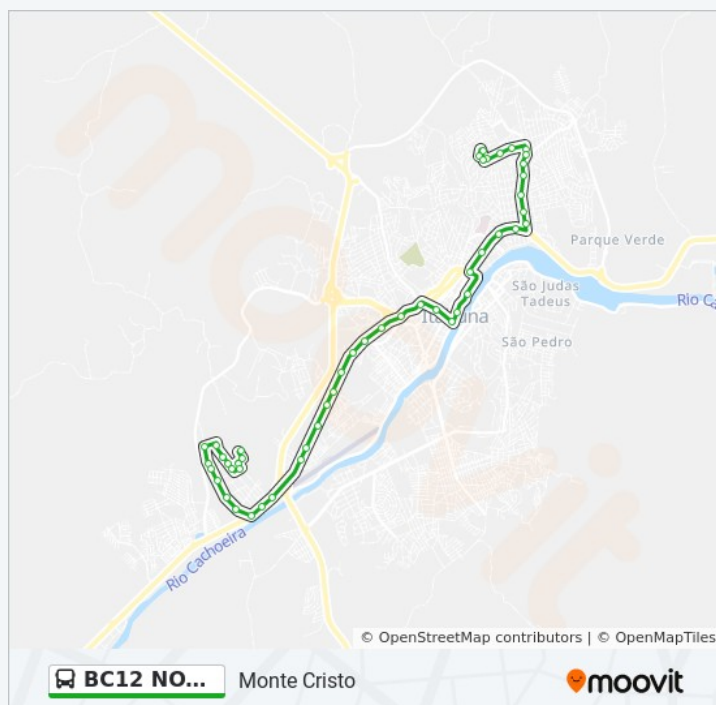 Parque Verde
São Judas
Tadeus
Rio Ca
São Pedro
Rio Cachoeira
© OpenStreetMap contributors | © OpenMapTiles
BC12 NO... Monte Cristo
moovit